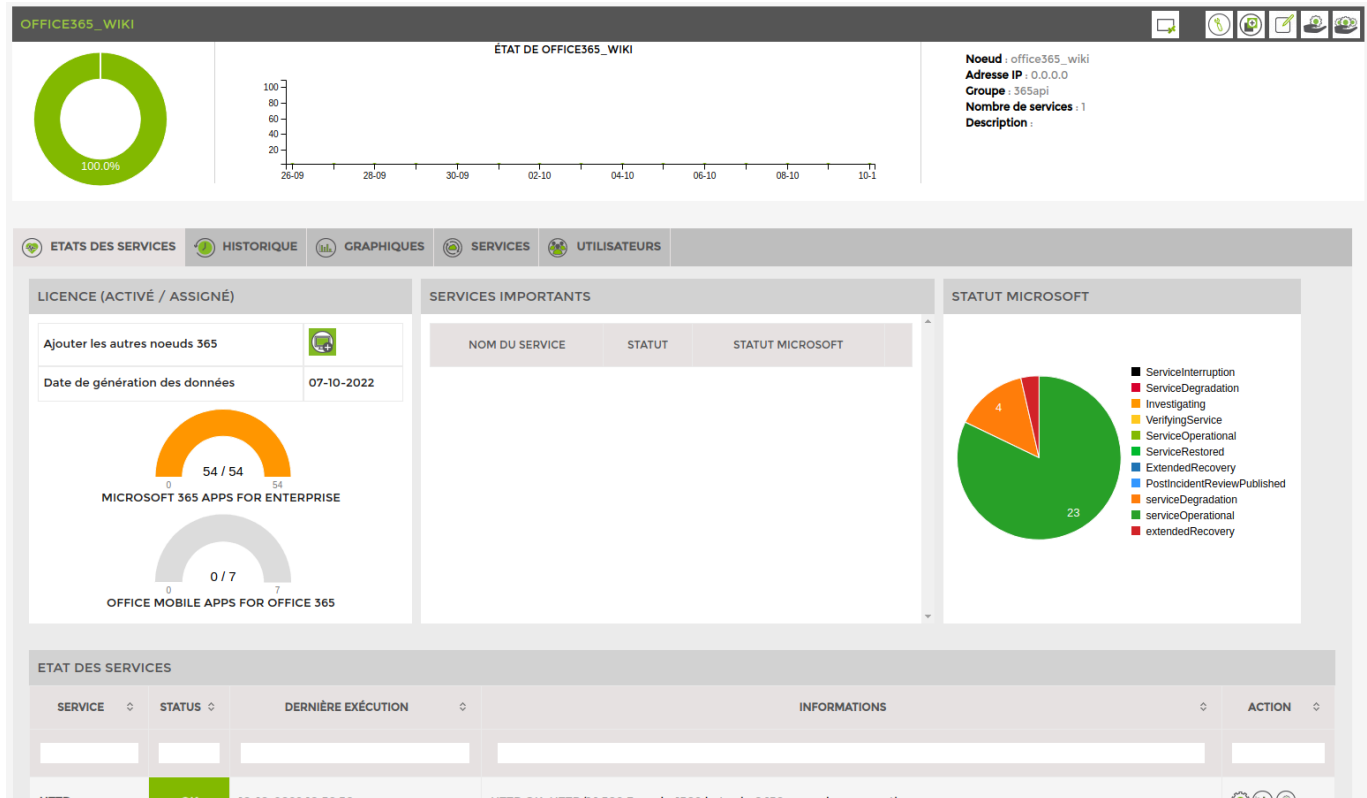 OFFICE365_WIKI
ÉTAT DE OFFICE365_WIKI
100.0%
100
80
60
40
20
26-09 28-09 30-09 02-10 04-10 06-10 08-10 10-1
Noeud : office365_wiki
Adresse IP : 0.0.0.0
Groupe : 365api
Nombre de services : 1
Description :
ETATS DES SERVICES HISTORIQUE GRAPHIQUES SERVICES UTILISATEURS
LICENCE (ACTIVÉ / ASSIGNÉ)
Ajouter les autres noeuds 365
Date de génération des données 07-10-2022
54 / 54
0 54
MICROSOFT 365 APPS FOR ENTERPRISE
0 / 7
0 7
OFFICE MOBILE APPS FOR OFFICE 365
SERVICES IMPORTANTS
NOM DU SERVICE STATUT STATUT MICROSOFT
STATUT MICROSOFT
4
23
ServiceInterruption
ServiceDegradation
Investigating
VerifyingService
ServiceOperational
ServiceRestored
ExtendedRecovery
PostIncidentReviewPublished
serviceDegradation
serviceOperational
extendedRecovery
ETAT DES SERVICES
SERVICE STATUS DERNIÈRE EXÉCUTION INFORMATIONS ACTION